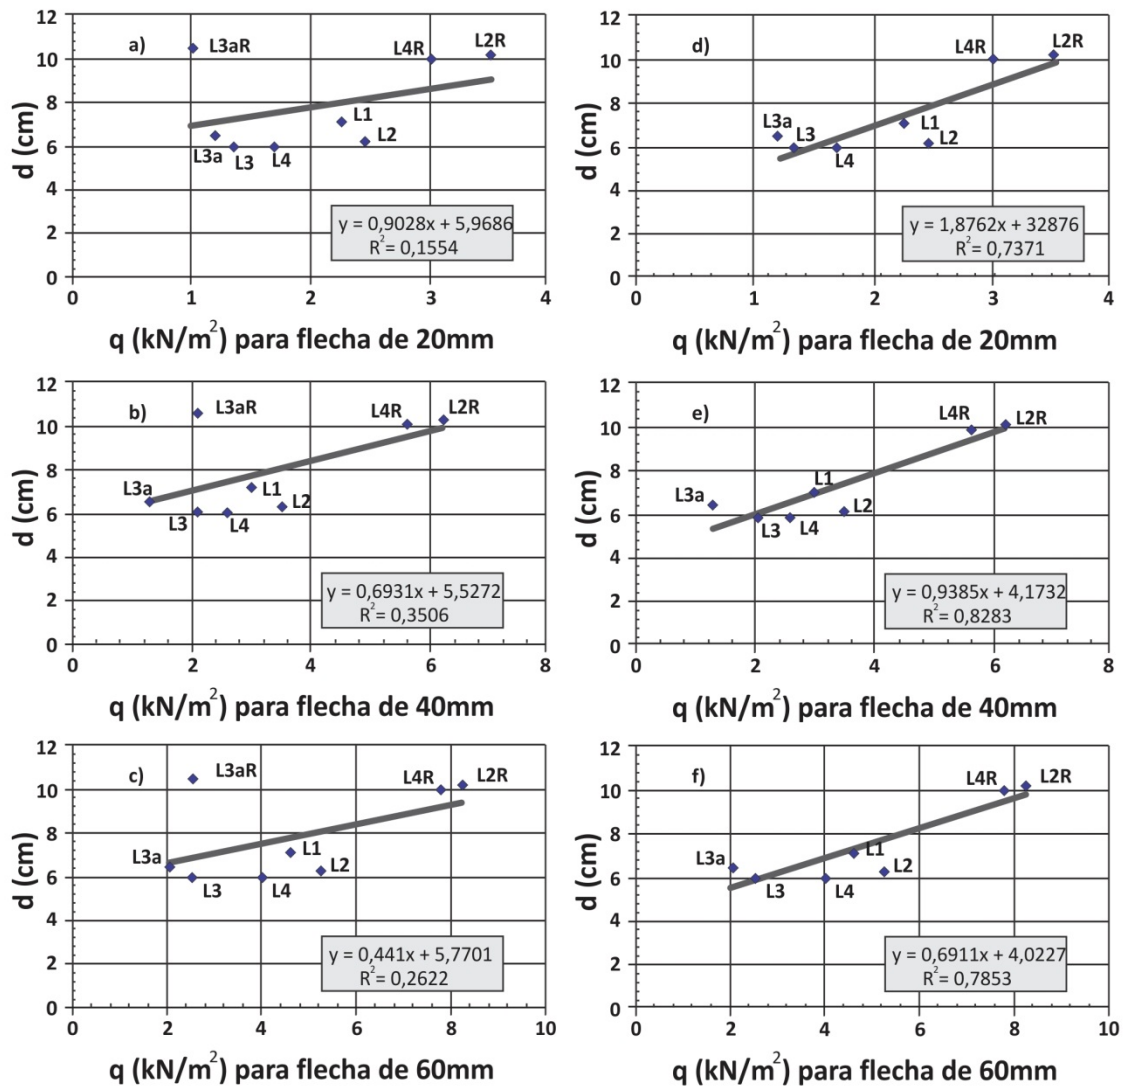 12
10
8
6
4
2
0
d (cm)
a)
L3aR
L4R
L2R
L1
L2
L3a
L3
L4
y = 0,9028x + 5,9686
R² = 0,1554
0 1 2 3 4
q (kN/m²) para flecha de 20mm
12
10
8
6
4
2
0
d (cm)
d)
L4R
L2R
L3a
L3
L4
L1
L2
y = 1,8762x + 32876
R² = 0,7371
0 1 2 3 4
q (kN/m²) para flecha de 20mm
12
10
8
6
4
2
0
d (cm)
b)
L3aR
L4R
L2R
L3a
L1
L3
L4
L2
y = 0,6931x + 5,5272
R² = 0,3506
0 2 4 6 8
q (kN/m²) para flecha de 40mm
12
10
8
6
4
2
0
d (cm)
e)
L4R
L2R
L3a
L1
L3
L4
L2
y = 0,9385x + 4,1732
R² = 0,8283
0 2 4 6 8
q (kN/m²) para flecha de 40mm
12
10
8
6
4
2
0
d (cm)
c)
L3aR
L4R
L2R
L3a
L1
L3
L4
L2
y = 0,441x + 5,7701
R² = 0,2622
0 2 4 6 8 10
q (kN/m²) para flecha de 60mm
12
10
8
6
4
2
0
d (cm)
f)
L4R
L2R
L3a
L1
L3
L4
L2
y = 0,6911x + 4,0227
R² = 0,7853
0 2 4 6 8 10
q (kN/m²) para flecha de 60mm